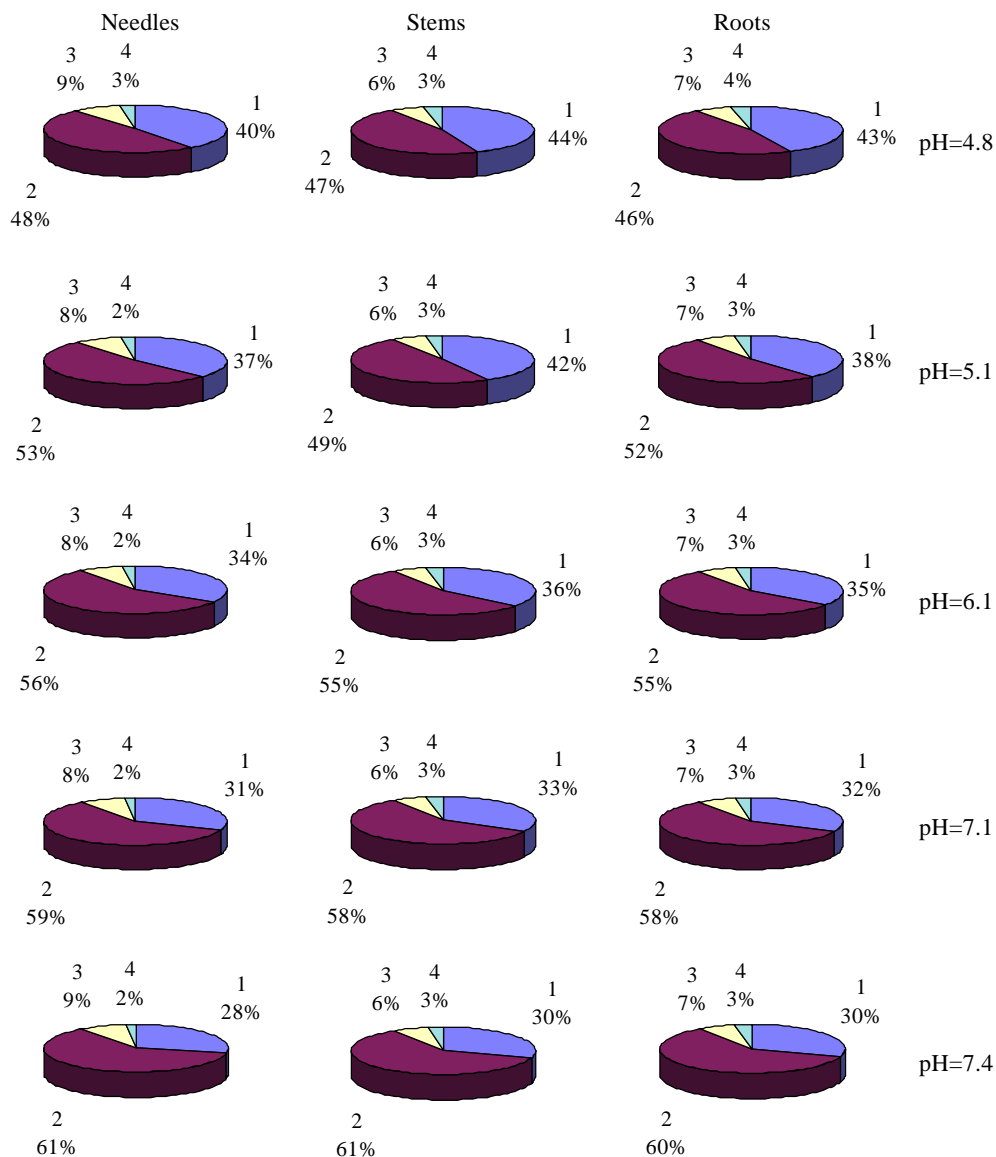 Needles Stems Roots
3 4 3 4 3 4
9% 3% 6% 3% 7% 4%
1 1 1
40% 44% 43% pH=4.8
2 2 2
48% 47% 46%
3 4 3 4 3 4
8% 2% 6% 3% 7% 3%
1 1 1
37% 42% 38% pH=5.1
2 2 2
53% 49% 52%
3 4 3 4 3 4
8% 2% 6% 3% 7% 3%
1 1 1
34% 36% 35% pH=6.1
2 2 2
56% 55% 55%
3 4 3 4 3 4
8% 2% 6% 3% 7% 3%
1 1 1
31% 33% 32% pH=7.1
2 2 2
59% 58% 58%
3 4 3 4 3 4
9% 2% 6% 3% 7% 3%
1 1 1
28% 30% 30% pH=7.4
2 2 2
61% 61% 60%